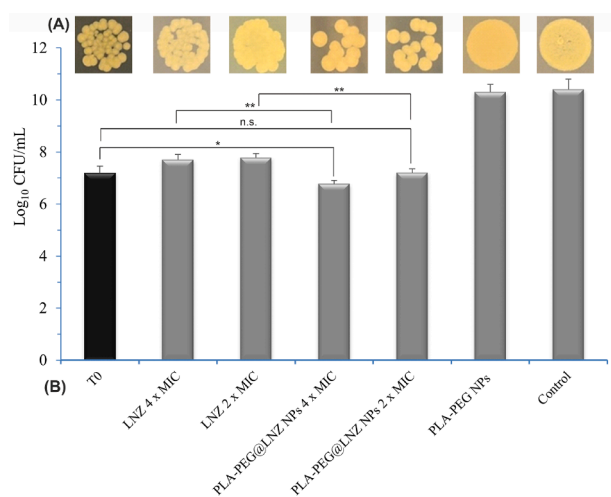 (A)
12
10
8
6
4
2
0
Log10 CFU/mL
**
**
n.s.
*
(B)
T0
LNZ 4 x MIC
LNZ 2 x MIC
PLA-PEG@LNZ NPs 4 x MIC
PLA-PEG@LNZ NPs 2 x MIC
PLA-PEG NPs
Control